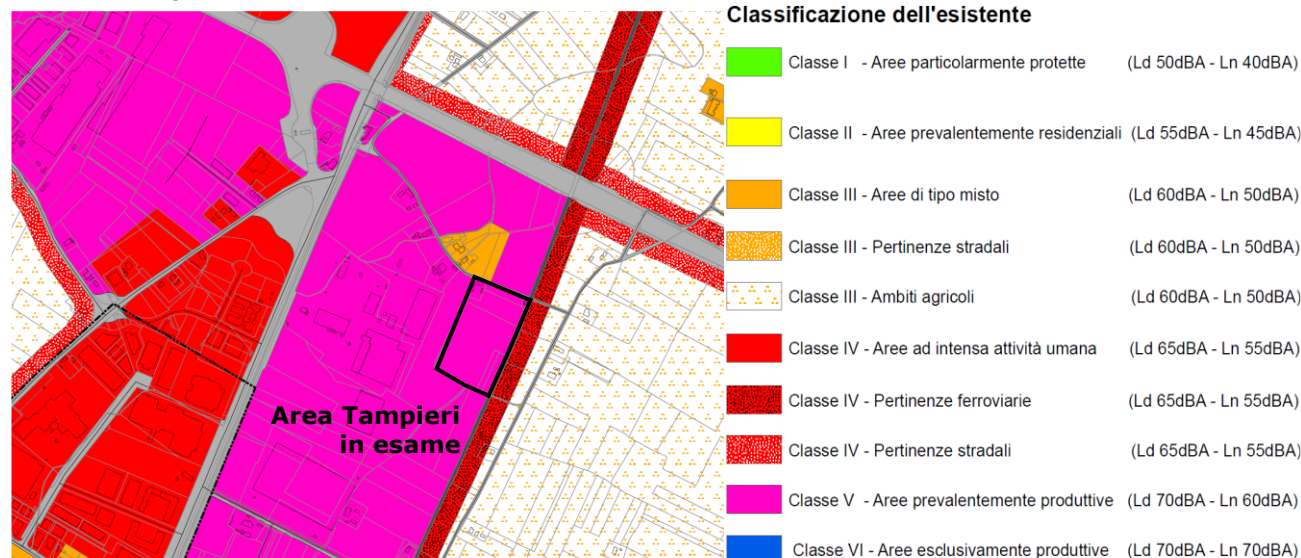 Classificazione dell'esistente
Classe I - Aree particolarmente protette (Ld 50dBA - Ln 40dBA)
Classe II - Aree prevalentemente residenziali (Ld 55dBA - Ln 45dBA)
Classe III - Aree di tipo misto (Ld 60dBA - Ln 50dBA)
Classe III - Pertinenze stradali (Ld 60dBA - Ln 50dBA)
Classe III - Ambiti agricoli (Ld 60dBA - Ln 50dBA)
Classe IV - Aree ad intensa attività umana (Ld 65dBA - Ln 55dBA)
Classe IV - Pertinenze ferroviarie (Ld 65dBA - Ln 55dBA)
Classe IV - Pertinenze stradali (Ld 65dBA - Ln 55dBA)
Classe V - Aree prevalentemente produttive (Ld 70dBA - Ln 60dBA)
Classe VI - Aree esclusivamente produttive (Ld 70dBA - Ln 70dBA)
Area Tampieri
in esame